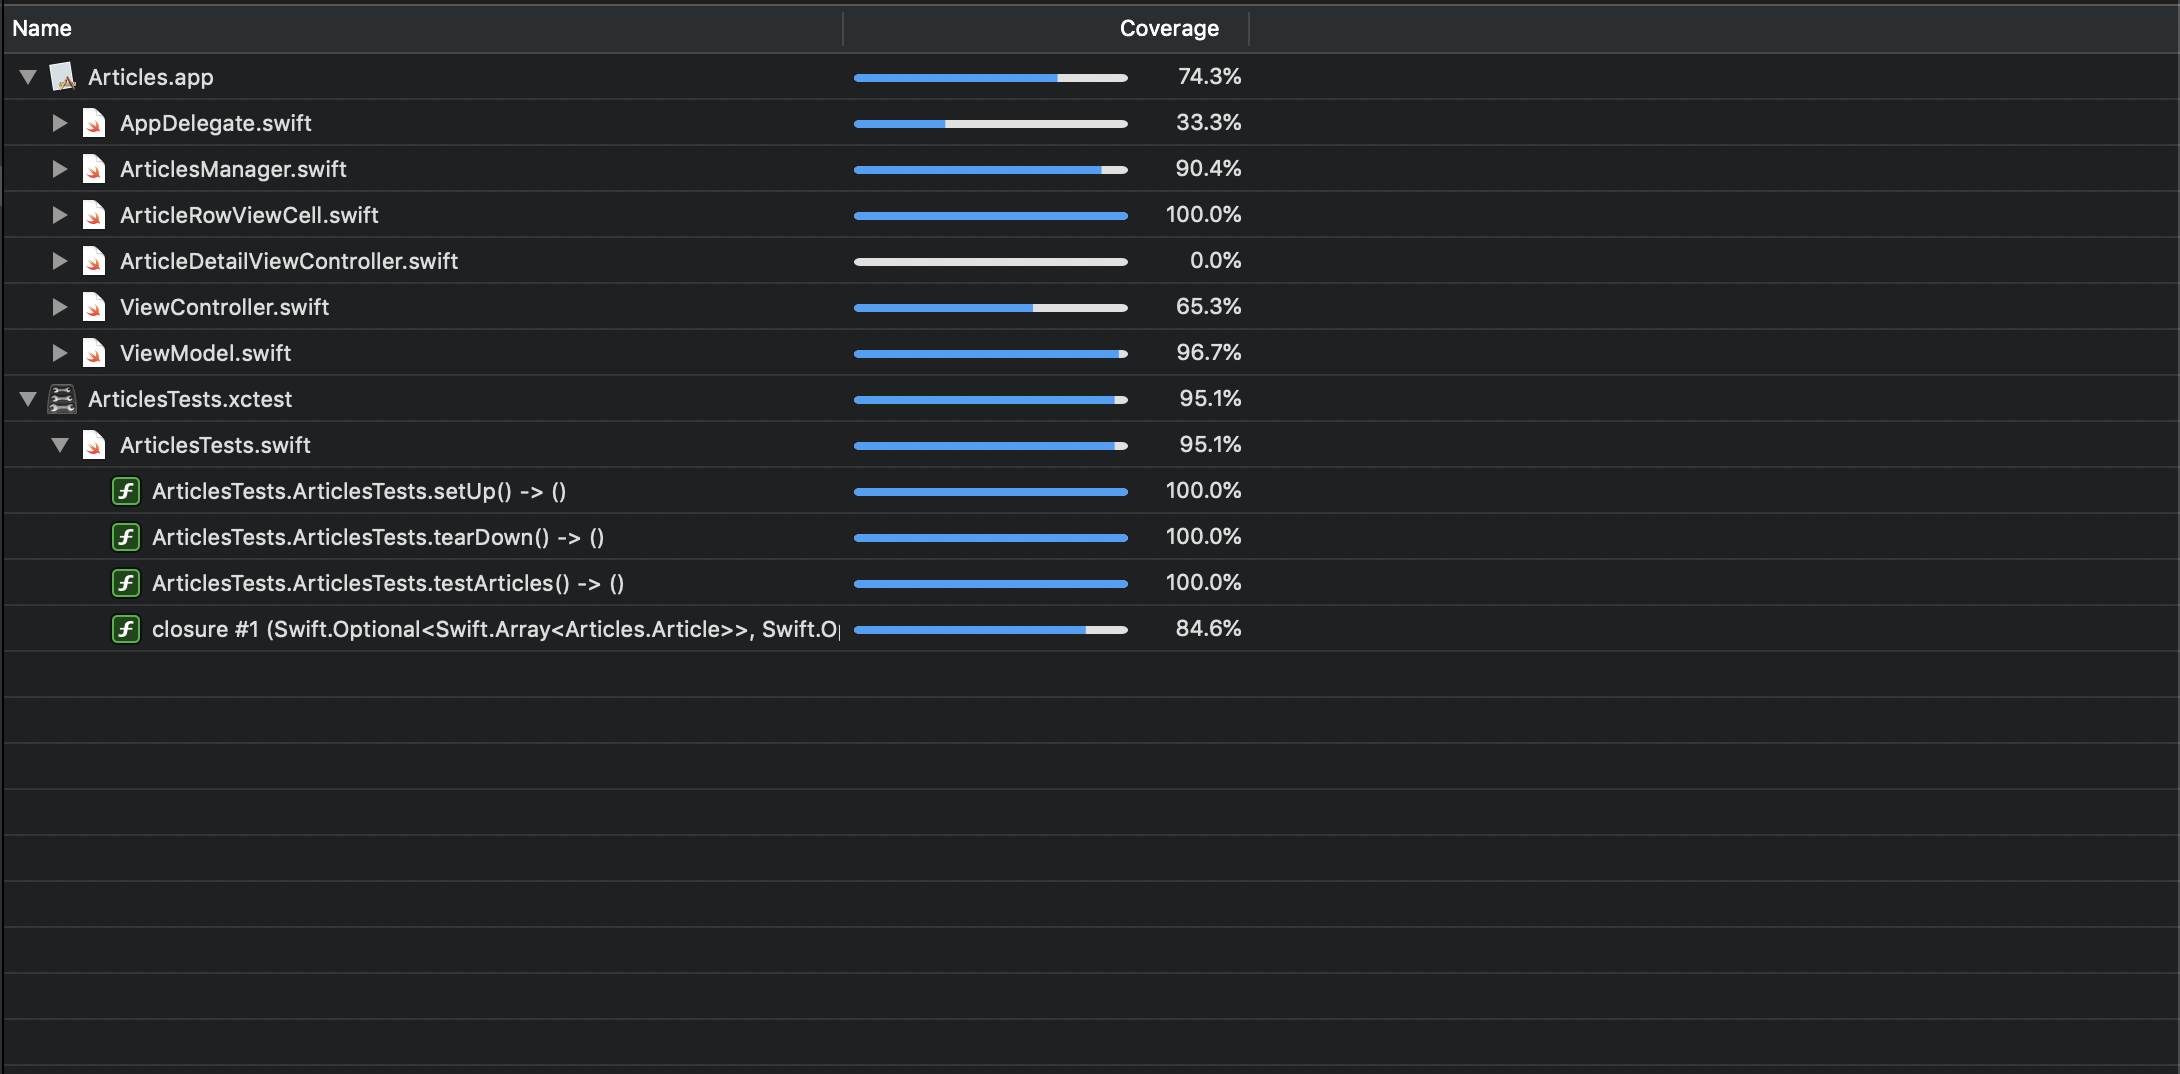 Name Coverage
Articles.app 74.3%
AppDelegate.swift 33.3%
ArticlesManager.swift 90.4%
ArticleRowViewCell.swift 100.0%
ArticleDetailViewController.swift 0.0%
ViewController.swift 65.3%
ViewModel.swift 96.7%
ArticlesTests.xctest 95.1%
ArticlesTests.swift 95.1%
ArticlesTests.ArticlesTests.setUp() -> () 100.0%
ArticlesTests.ArticlesTests.tearDown() -> () 100.0%
ArticlesTests.ArticlesTests.testArticles() -> () 100.0%
closure #1 (Swift.Optional<Swift.Array<Articles.Article>>, Swift.O 84.6%